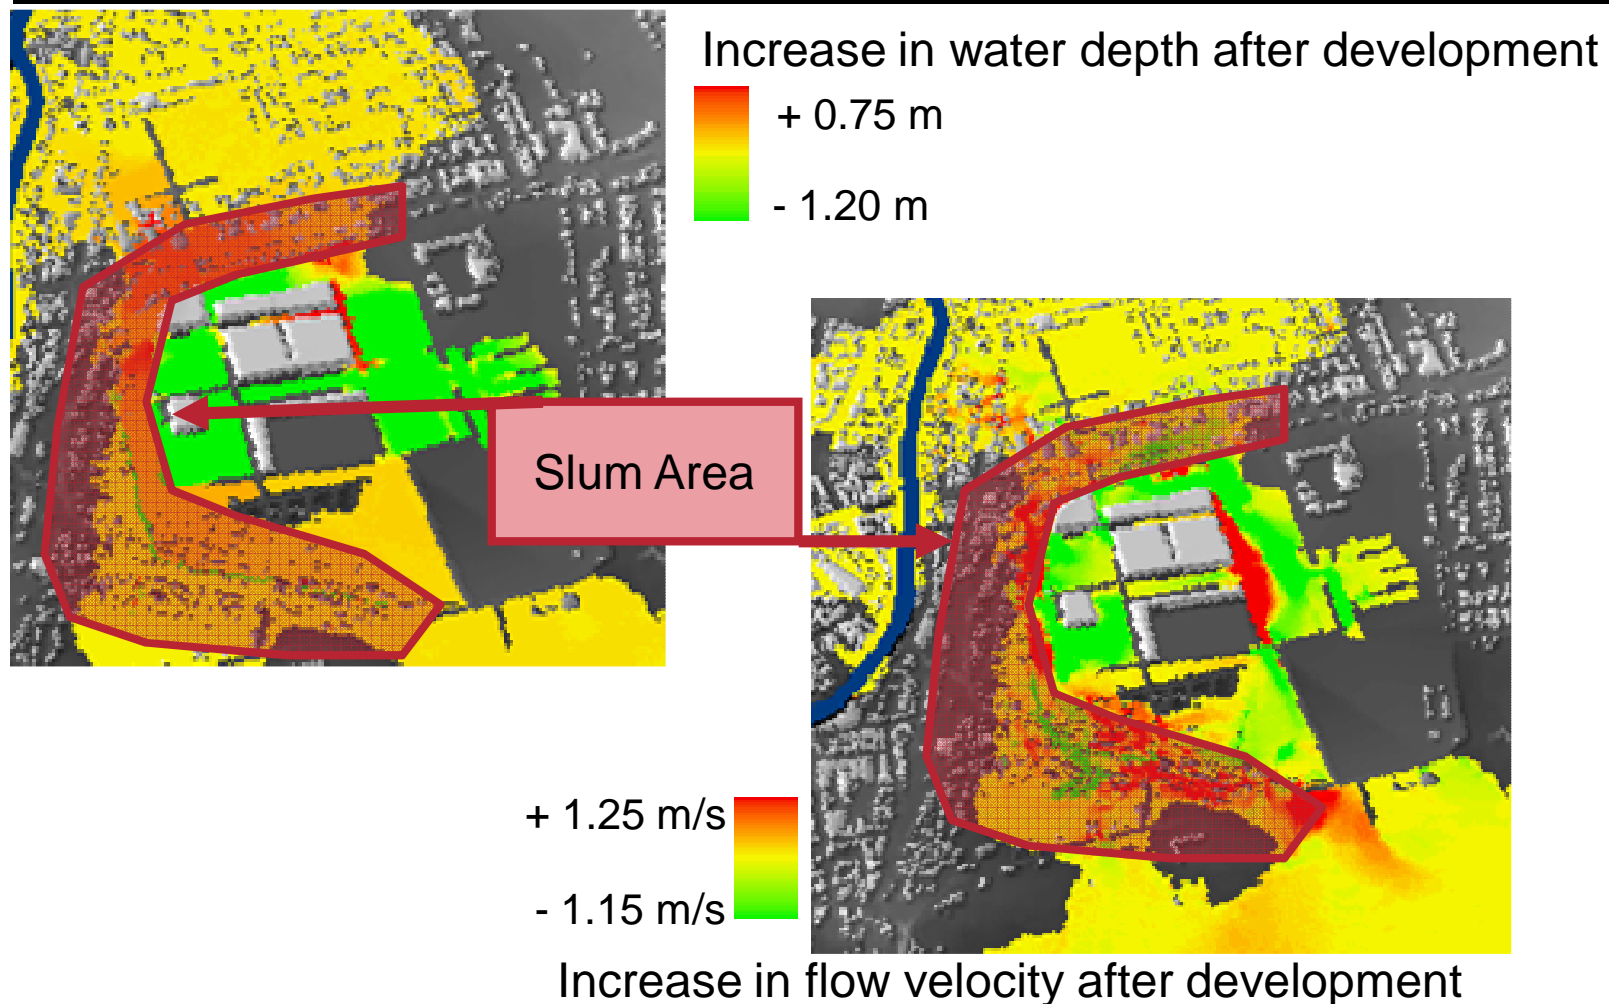 Increase in water depth after development
+ 0.75 m
- 1.20 m
Slum Area
+ 1.25 m/s
- 1.15 m/s
Increase in flow velocity after development